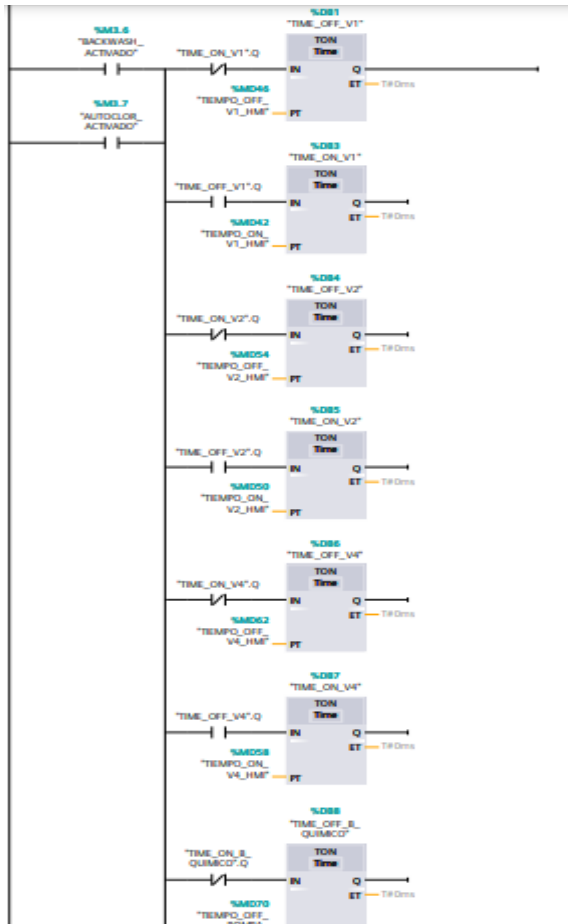 %DB1
"TIME_OFF_V1"
%M3.6
"BACKWASH_
ACTIVADO"
"TIME_ON_V1".Q
TON
Time
IN
Q
ET
T#0ms
%MD46
"TIEMPO_OFF_
V1_HMI"
PT
%M3.7
"AUTOCLOR_
ACTIVADO"
%DB3
"TIME_ON_V1"
"TIME_OFF_V1".Q
TON
Time
IN
Q
ET
T#0ms
%MD42
"TIEMPO_ON_
V1_HMI"
PT
%DB4
"TIME_OFF_V2"
"TIME_ON_V2".Q
TON
Time
IN
Q
ET
T#0ms
%MD54
"TIEMPO_OFF_
V2_HMI"
PT
%DB5
"TIME_ON_V2"
"TIME_OFF_V2".Q
TON
Time
IN
Q
ET
T#0ms
%MD50
"TIEMPO_ON_
V2_HMI"
PT
%DB6
"TIME_OFF_V4"
"TIME_ON_V4".Q
TON
Time
IN
Q
ET
T#0ms
%MD62
"TIEMPO_OFF_
V4_HMI"
PT
%DB7
"TIME_ON_V4"
"TIME_OFF_V4".Q
TON
Time
IN
Q
ET
T#0ms
%MD58
"TIEMPO_ON_
V4_HMI"
PT
%DB8
"TIME_OFF_B_
QUIMICO"
"TIME_ON_B_
QUIMICO".Q
TON
Time
IN
Q
ET
T#0ms
%MD70
"TIEMPO_OFF_